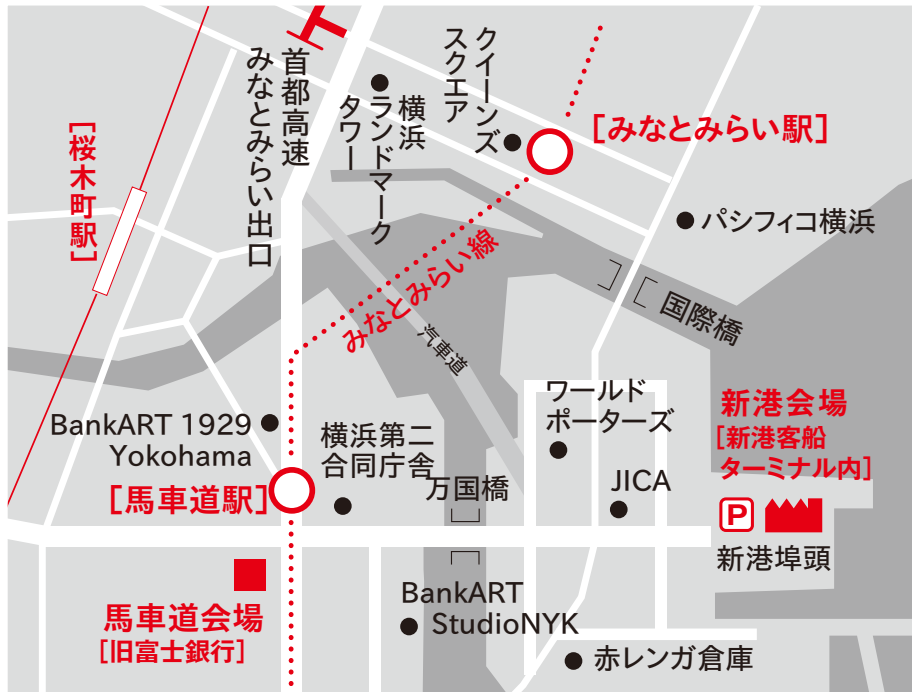 首都高速
みなとみらい出口
横浜
ランドマーク
タワー
クイーンズ
スクエア
[みなとみらい駅]
[桜木町駅]
パシフィコ横浜
みなとみらい線
国際橋
汽車道
ワールド
ポーターズ
新港会場
[新港客船
ターミナル内]
BankART 1929
Yokohama
横浜第二
合同庁舎
[馬車道駅]
万国橋
JICA
P
新港埠頭
馬車道会場
[旧富士銀行]
BankART
StudioNYK
赤レンガ倉庫